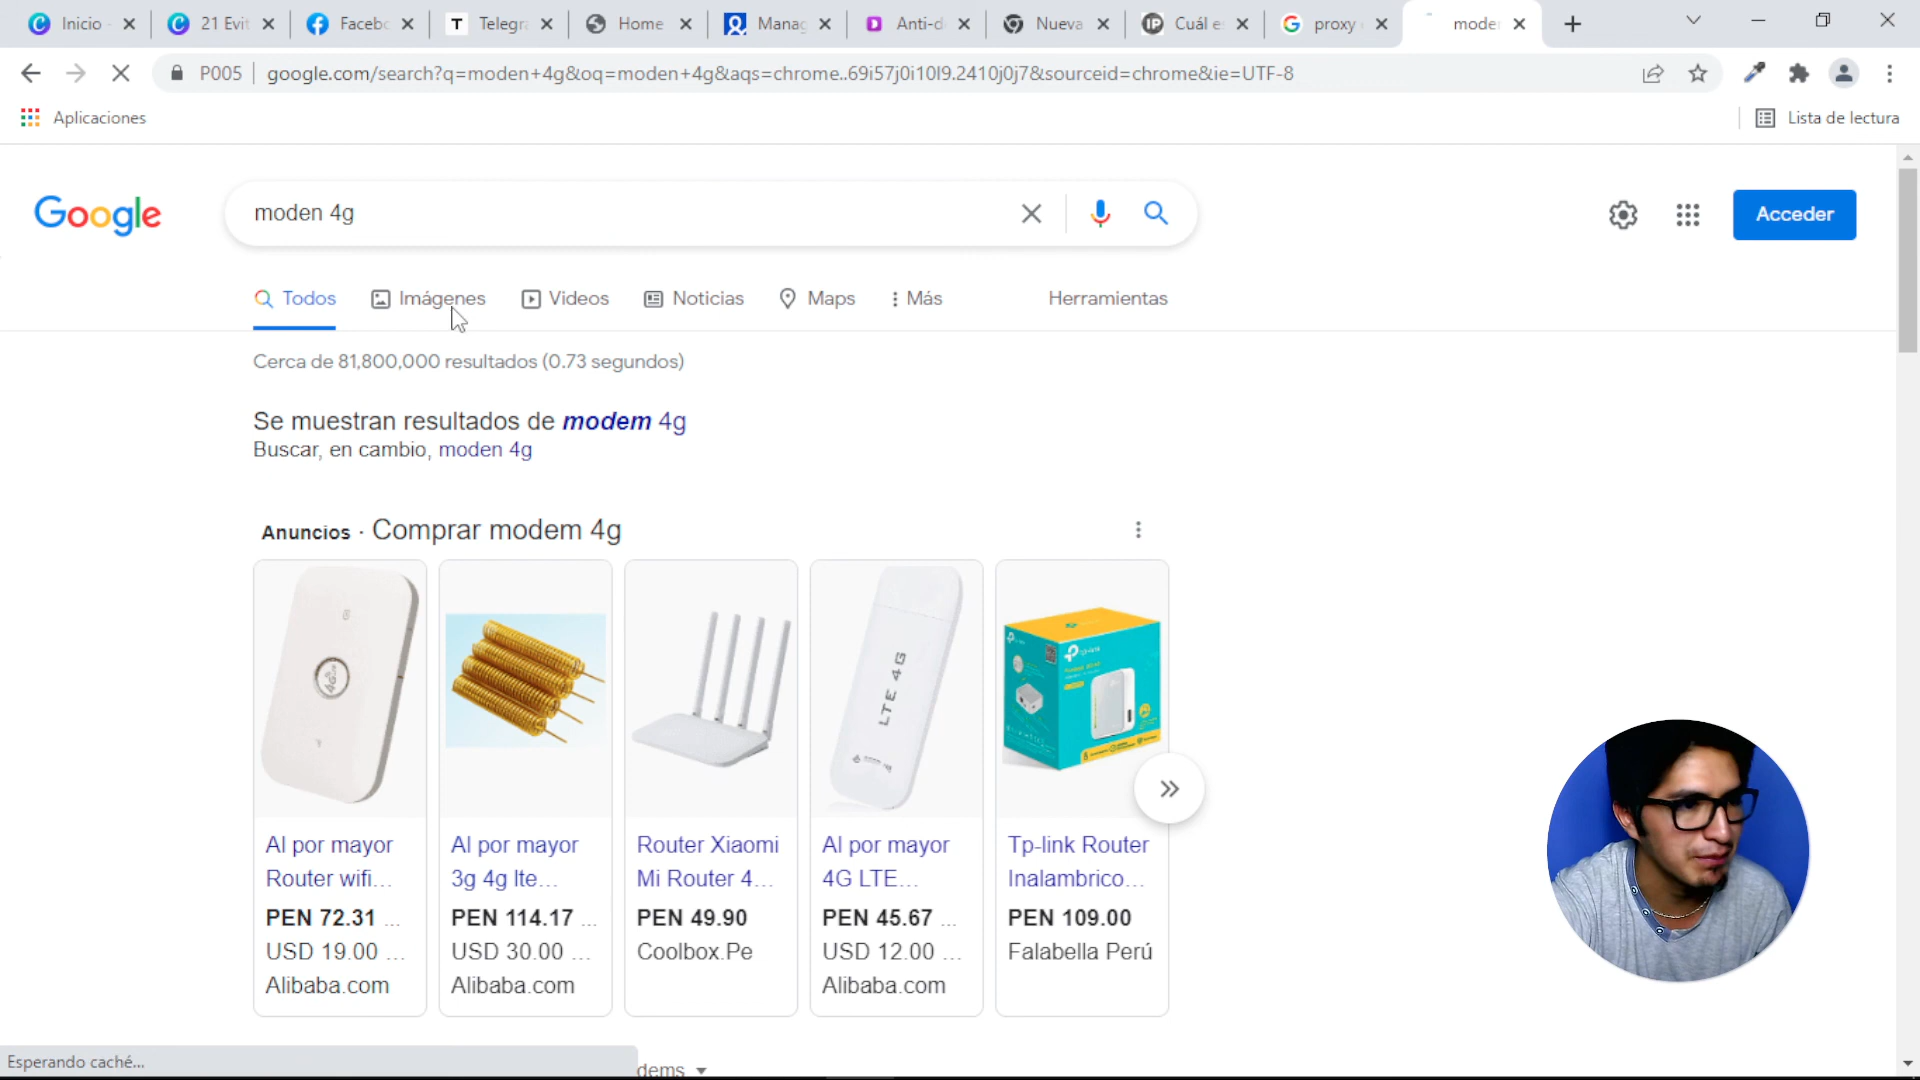 Inicio
21 Evit
Facebo
Telegra
Home
Manag
Anti-d
Nueva
Cuál e
proxy
moden
P005
google.com/search?q=moden+4g&oq=moden+4g&aqs=chrome..69i57j0i10l9.2410j0j7&sourceid=chrome&ie=UTF-8
Aplicaciones
Lista de lectura
Google
moden 4g
Acceder
Todos
Imágenes
Videos
Noticias
Maps
Más
Herramientas
Cerca de 81,800,000 resultados (0.73 segundos)
Se muestran resultados de modem 4g
Buscar, en cambio, moden 4g
Anuncios · Comprar modem 4g
LTE 4G
tp-link
Al por mayor
Router wifi...
PEN 72.31 ...
USD 19.00 ...
Alibaba.com
Al por mayor
3g 4g lte...
PEN 114.17 ...
USD 30.00 ...
Alibaba.com
Router Xiaomi
Mi Router 4...
PEN 49.90
Coolbox.Pe
Al por mayor
4G LTE...
PEN 45.67 ...
USD 12.00 ...
Alibaba.com
Tp-link Router
Inalambrico...
PEN 109.00
Falabella Perú
Esperando caché...
dems